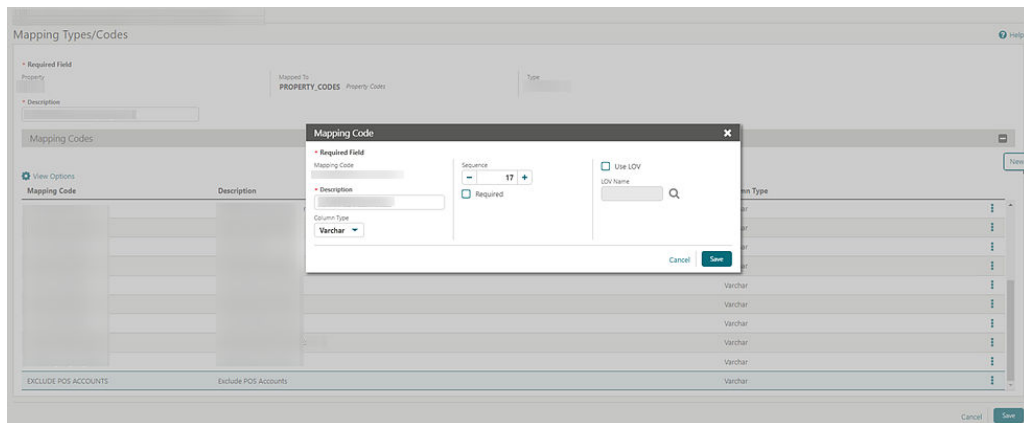 Mapping Types/Codes
Help
* Required Field
Property
Mapped To
Type
PROPERTY_CODES Property Codes
* Description
Mapping Codes
New
View Options
Mapping Code Description Column Type
Mapping Code
* Required Field
Mapping Code
Sequence
17
Use LOV
* Description
Required
LOV Name
Column Type
Varchar
Cancel Save
Varchar
Varchar
Varchar
Varchar
Varchar
EXCLUDE POS ACCOUNTS Exclude POS Accounts Varchar
Cancel Save